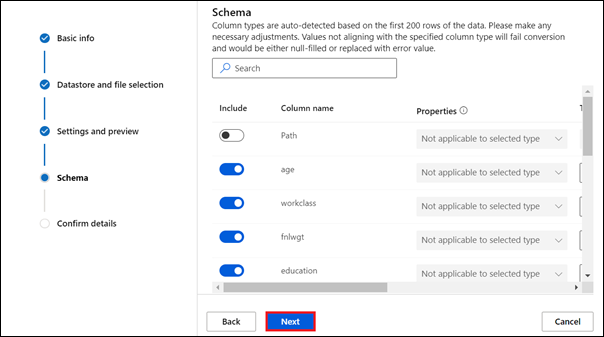 Basic info
Datastore and file selection
Settings and preview
Schema
Confirm details
Schema
Column types are auto-detected based on the first 200 rows of the data. Please make any
necessary adjustments. Values not aligning with the specified column type will fail conversion
and would be either null-filled or replaced with error value.
Search
Include Column name Properties T
Path Not applicable to selected type
age Not applicable to selected type
workclass Not applicable to selected type
fnlwgt Not applicable to selected type
education Not applicable to selected type
Back Next Cancel